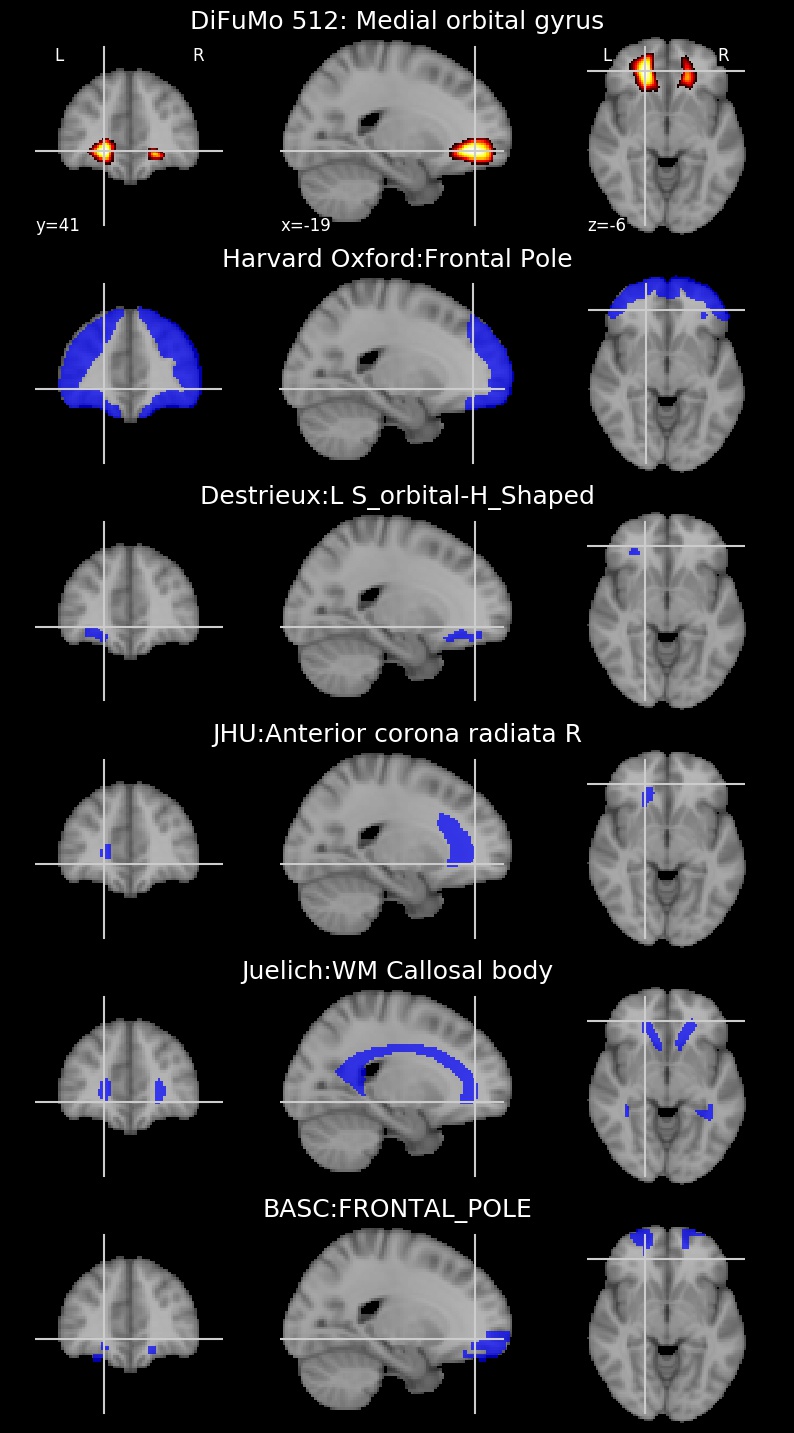 DiFuMo 512: Medial orbital gyrus
L R L R
y=41 x=-19 z=-6
Harvard Oxford:Frontal Pole
Destrieux:L S_orbital-H_Shaped
JHU:Anterior corona radiata R
Juelich:WM Callosal body
BASC:FRONTAL_POLE